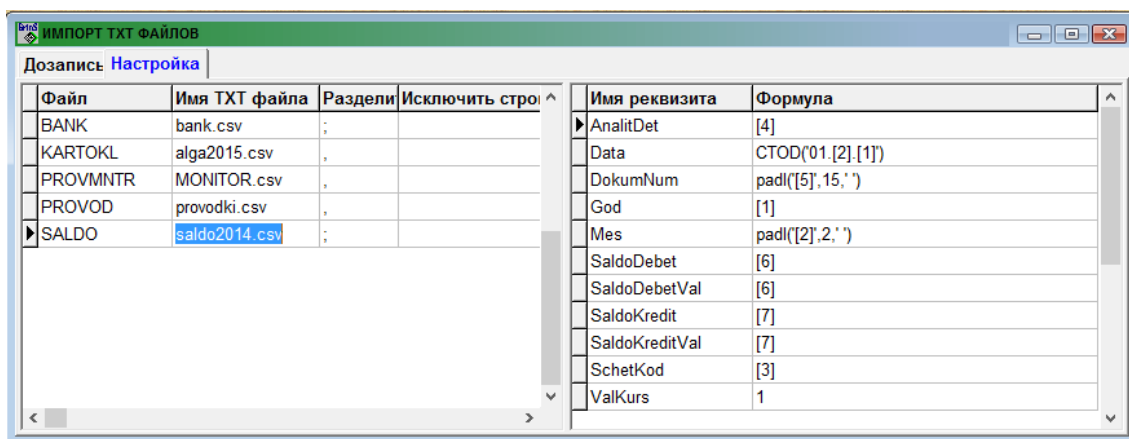 ИМПОРТ ТХТ ФАЙЛОВ
Дозапись Настройка
Файл Имя TXT файла Раздели Исключить стро
BANK bank.csv ;
KARTOKL alga2015.csv ,
PROVMNTR MONITOR.csv ,
PROVOD provodki.csv ,
SALDO saldo2014.csv ;
Имя реквизита Формула
AnalitDet [4]
Data CTOD('01.[2].[1]')
DokumNum padl('[5]',15,' ')
God [1]
Mes padl('[2]',2,' ')
SaldoDebet [6]
SaldoDebetVal [6]
SaldoKredit [7]
SaldoKreditVal [7]
SchetKod [3]
ValKurs 1